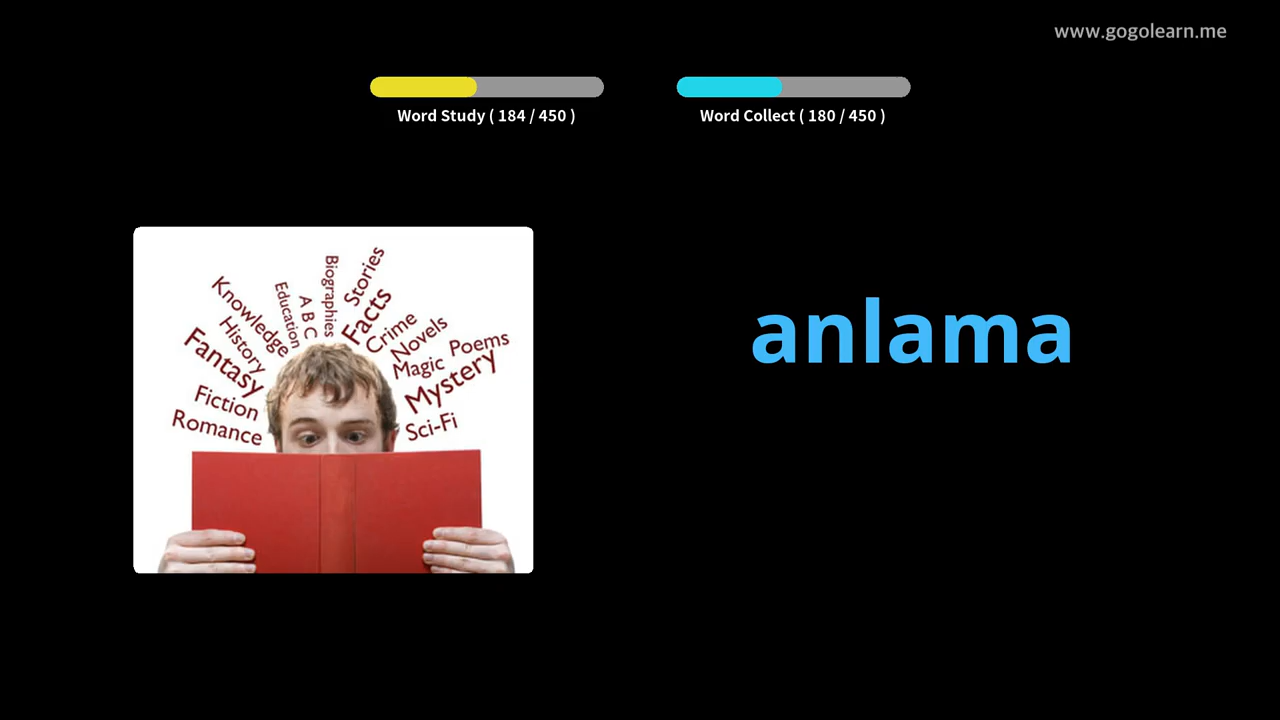 www.gogolearn.me
Word Study ( 184 / 450 )
Word Collect ( 180 / 450 )
Stories
Biographies
Facts
A B C
Education
Knowledge
Crime
History
Novels
Poems
Fantasy
Magic
Mystery
Fiction
Sci-Fi
Romance
anlama